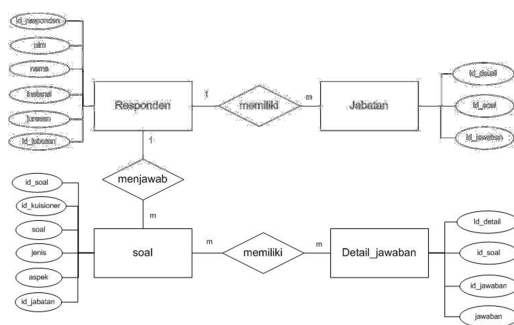 Id_responden
nim
nama
Jurusan
Id_jabatan
Responden
1
memiliki
m
Jabatan
Id_detail
Id_soal
Id_jawaban
1
menjawab
m
id_soal
id_kuisioner
soal
jenis
aspek
id_jabatan
soal
m
memiliki
m
Detail_jawaban
Id_detail
id_soal
id_jawaban
jawaban